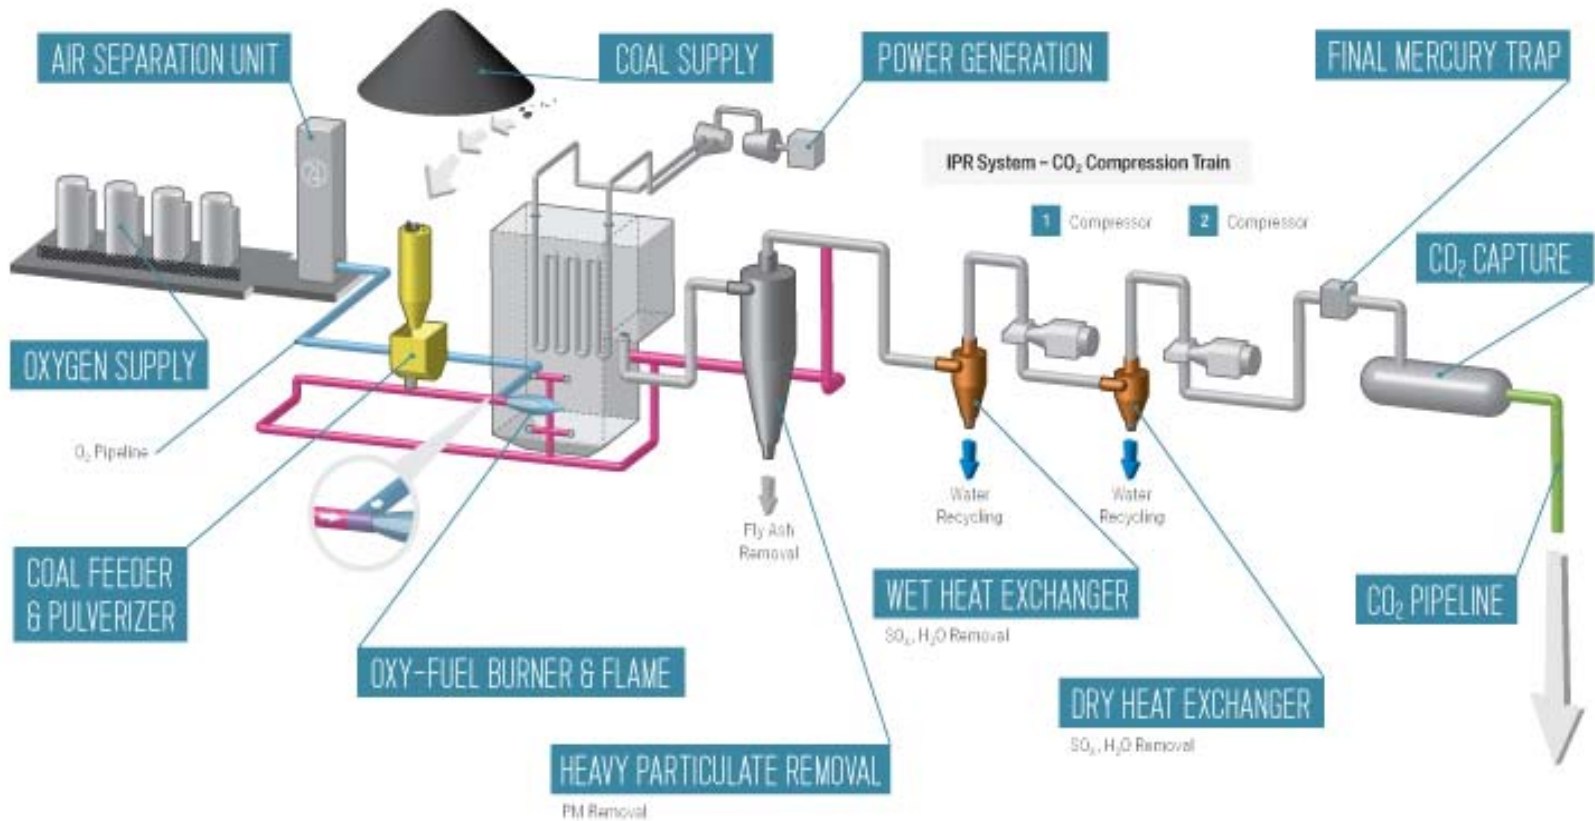 AIR SEPARATION UNIT
COAL SUPPLY
POWER GENERATION
FINAL MERCURY TRAP
IPR System – CO₂ Compression Train
1 Compressor
2 Compressor
CO₂ CAPTURE
OXYGEN SUPPLY
O₂ Pipeline
Water
Recycling
Water
Recycling
Fly Ash
Removal
COAL FEEDER
& PULVERIZER
WET HEAT EXCHANGER
SOₓ, H₂O Removal
CO₂ PIPELINE
OXY-FUEL BURNER & FLAME
DRY HEAT EXCHANGER
SOₓ, H₂O Removal
HEAVY PARTICULATE REMOVAL
PM Removal